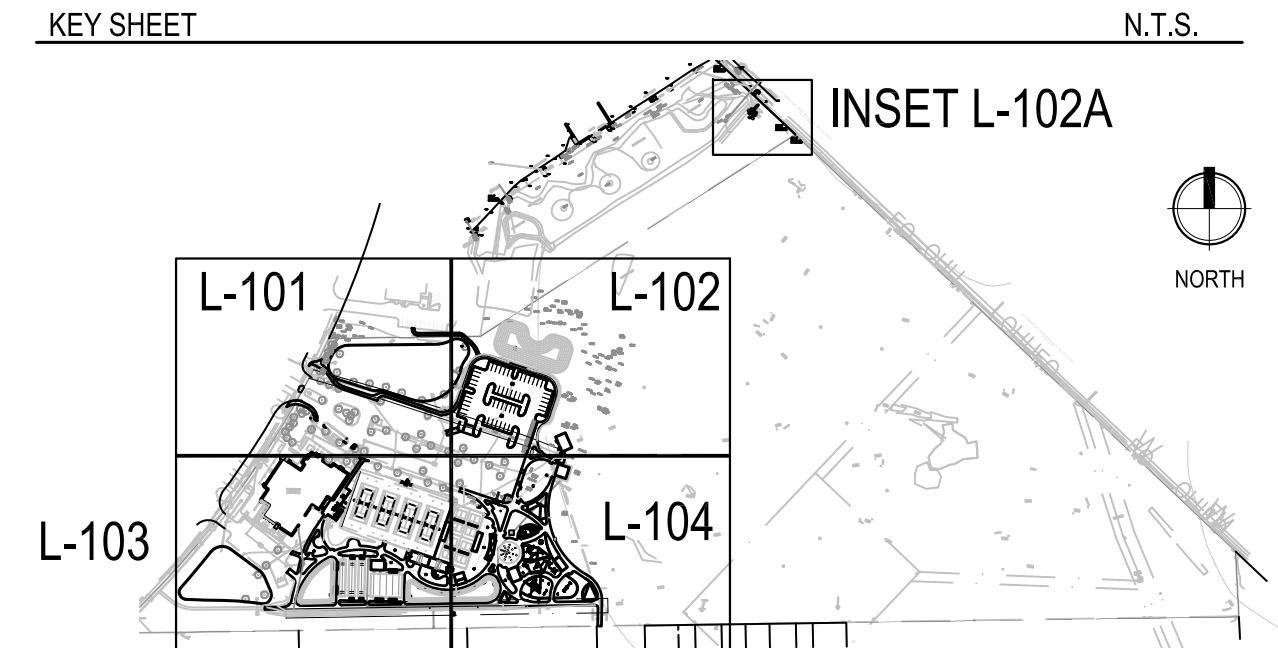 KEY SHEET
N.T.S.
INSET L-102A
NORTH
L-101
L-102
L-103
L-104